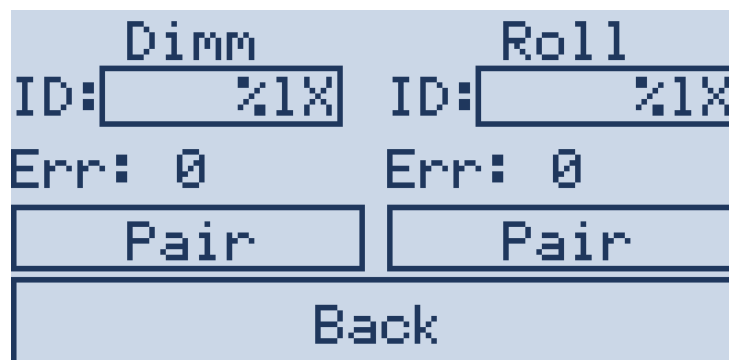 Dimm Roll
ID: %lX ID: %lX
Err: 0 Err: 0
Pair Pair
Back